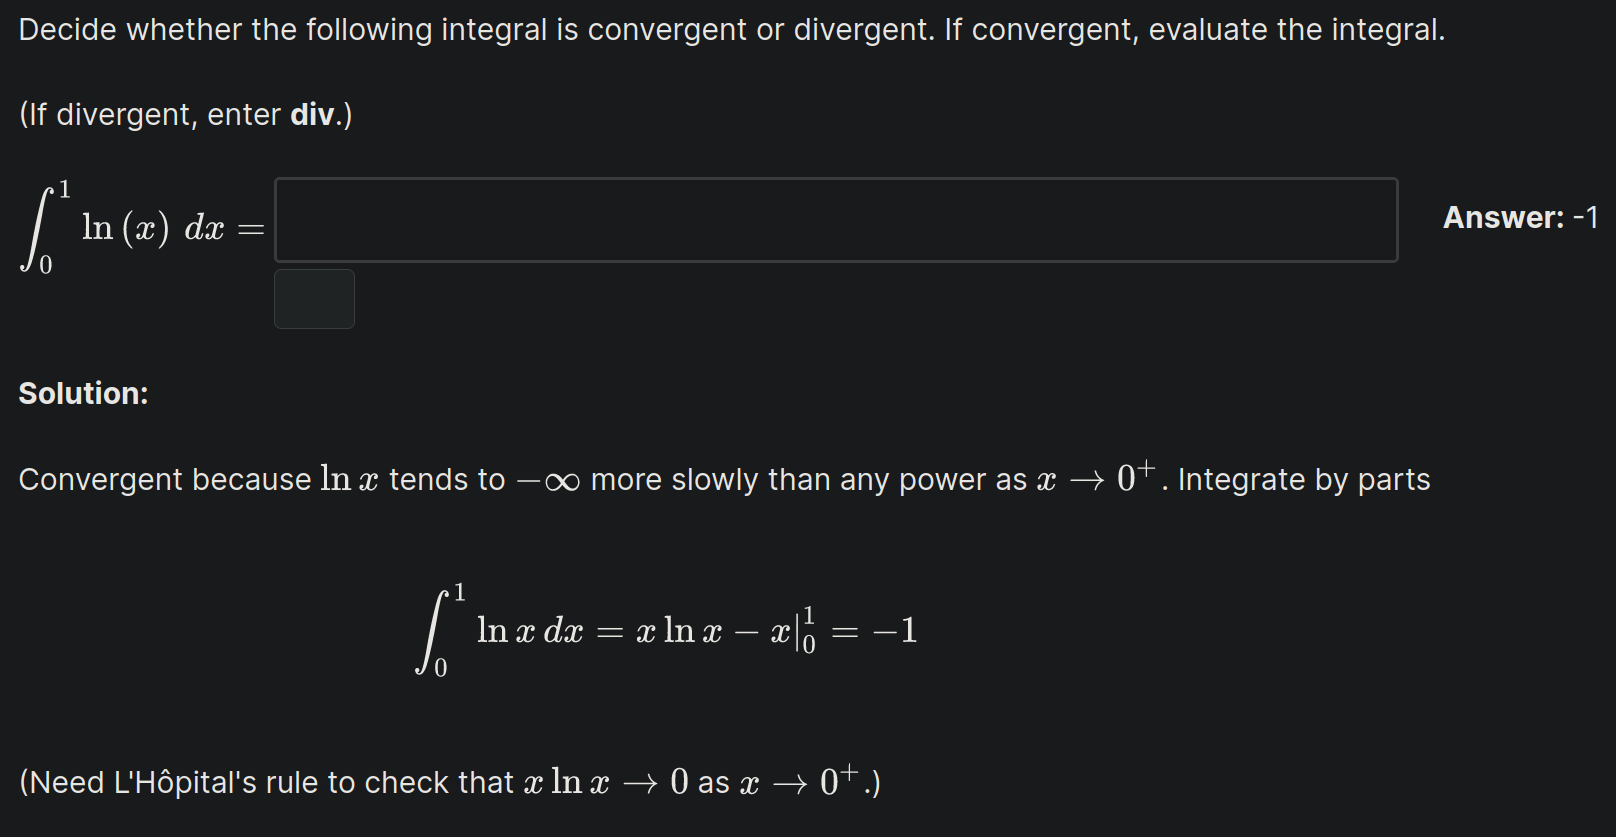 Decide whether the following integral is convergent or divergent. If convergent, evaluate the integral.
(If divergent, enter div.)
$\int_0^1 \ln(x)\, dx =$ Answer: -1
Solution:
Convergent because $\ln x$ tends to $-\infty$ more slowly than any power as $x \to 0^+$. Integrate by parts
$\int_0^1 \ln x\, dx = x \ln x - x|_0^1 = -1$
(Need L'Hôpital's rule to check that $x \ln x \to 0$ as $x \to 0^+$.)